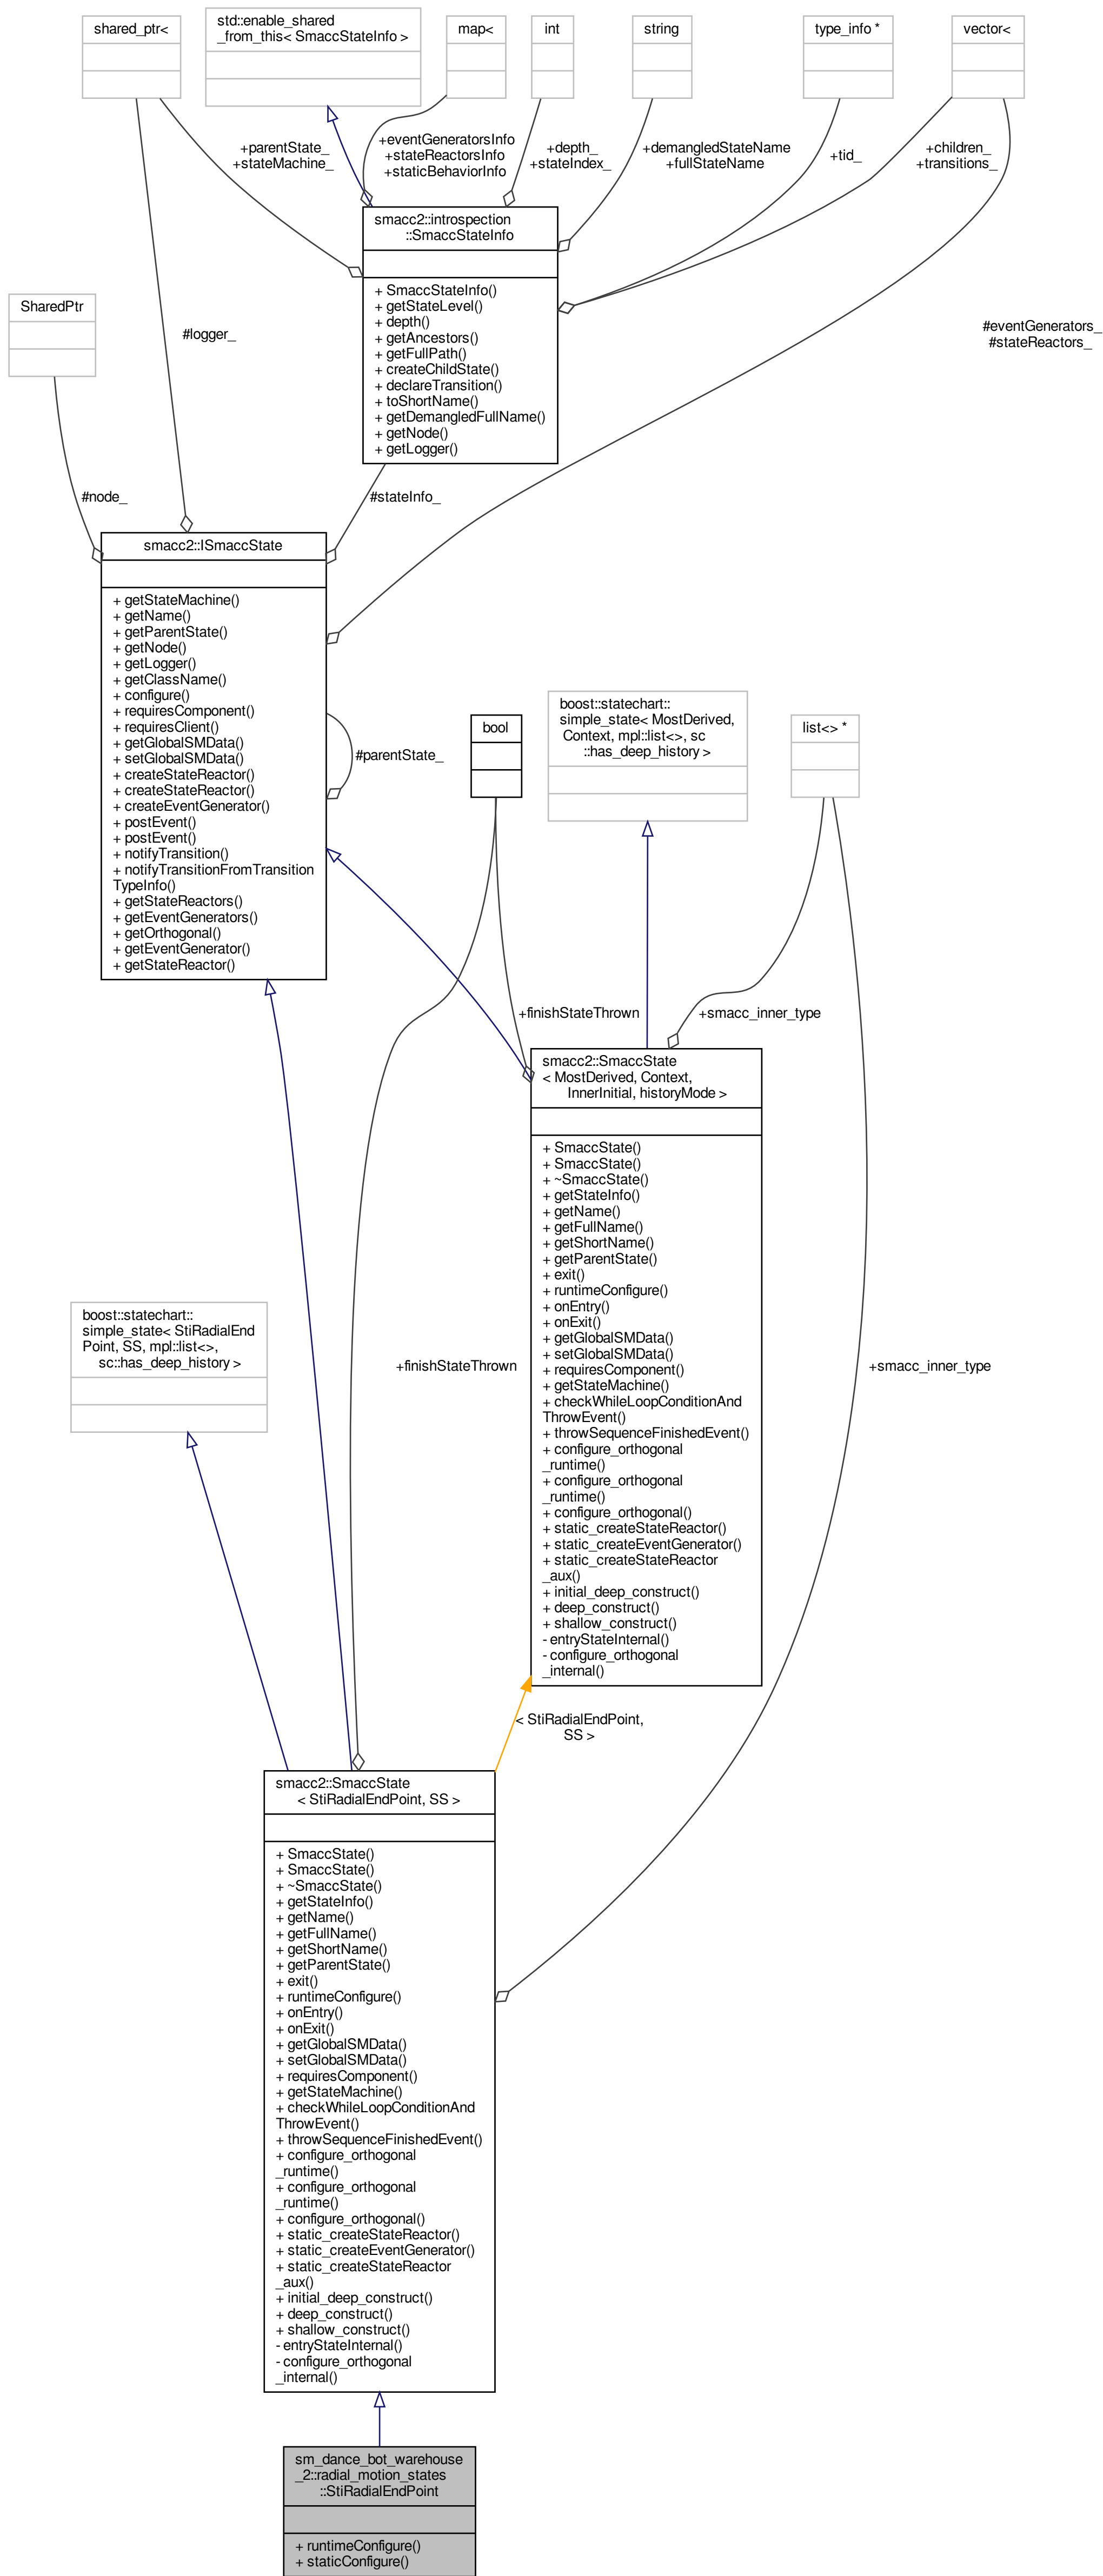 shared_ptr<
std::enable_shared
_from_this< SmaccStateInfo >
map<
int
string
type_info *
vector<
+parentState_
+stateMachine_
+eventGeneratorsInfo
+stateReactorsInfo
+staticBehaviorInfo
+depth_
+stateIndex_
+demangledStateName
+fullStateName
+tid_
+children_
+transitions_
smacc2::introspection
::SmaccStateInfo
+ SmaccStateInfo()
+ getStateLevel()
+ depth()
+ getAncestors()
+ getFullPath()
+ createChildState()
+ declareTransition()
+ toShortName()
+ getDemangledFullName()
+ getNode()
+ getLogger()
SharedPtr
#logger_
#eventGenerators_
#stateReactors_
#node_
#stateInfo_
smacc2::ISmaccState
+ getStateMachine()
+ getName()
+ getParentState()
+ getNode()
+ getLogger()
+ getClassName()
+ configure()
+ requiresComponent()
+ requiresClient()
+ getGlobalSMData()
+ setGlobalSMData()
+ createStateReactor()
+ createStateReactor()
+ createEventGenerator()
+ postEvent()
+ postEvent()
+ notifyTransition()
+ notifyTransitionFromTransition
TypeInfo()
+ getStateReactors()
+ getEventGenerators()
+ getOrthogonal()
+ getEventGenerator()
+ getStateReactor()
#parentState_
bool
boost::statechart::
simple_state< MostDerived,
Context, mpl::list<>, sc
::has_deep_history >
list<> *
+finishStateThrown
+smacc_inner_type
smacc2::SmaccState
< MostDerived, Context,
InnerInitial, historyMode >
+ SmaccState()
+ SmaccState()
+ ~SmaccState()
+ getStateInfo()
+ getName()
+ getFullName()
+ getShortName()
+ getParentState()
+ exit()
+ runtimeConfigure()
+ onEntry()
+ onExit()
+ getGlobalSMData()
+ setGlobalSMData()
+ requiresComponent()
+ getStateMachine()
+ checkWhileLoopConditionAnd
ThrowEvent()
+ throwSequenceFinishedEvent()
+ configure_orthogonal
_runtime()
+ configure_orthogonal
_runtime()
+ configure_orthogonal()
+ static_createStateReactor()
+ static_createEventGenerator()
+ static_createStateReactor
_aux()
+ initial_deep_construct()
+ deep_construct()
+ shallow_construct()
- entryStateInternal()
- configure_orthogonal
_internal()
boost::statechart::
simple_state< StiRadialEnd
Point, SS, mpl::list<>,
sc::has_deep_history >
+finishStateThrown
+smacc_inner_type
< StiRadialEndPoint,
SS >
smacc2::SmaccState
< StiRadialEndPoint, SS >
+ SmaccState()
+ SmaccState()
+ ~SmaccState()
+ getStateInfo()
+ getName()
+ getFullName()
+ getShortName()
+ getParentState()
+ exit()
+ runtimeConfigure()
+ onEntry()
+ onExit()
+ getGlobalSMData()
+ setGlobalSMData()
+ requiresComponent()
+ getStateMachine()
+ checkWhileLoopConditionAnd
ThrowEvent()
+ throwSequenceFinishedEvent()
+ configure_orthogonal
_runtime()
+ configure_orthogonal
_runtime()
+ configure_orthogonal()
+ static_createStateReactor()
+ static_createEventGenerator()
+ static_createStateReactor
_aux()
+ initial_deep_construct()
+ deep_construct()
+ shallow_construct()
- entryStateInternal()
- configure_orthogonal
_internal()
sm_dance_bot_warehouse
_2::radial_motion_states
::StiRadialEndPoint
+ runtimeConfigure()
+ staticConfigure()